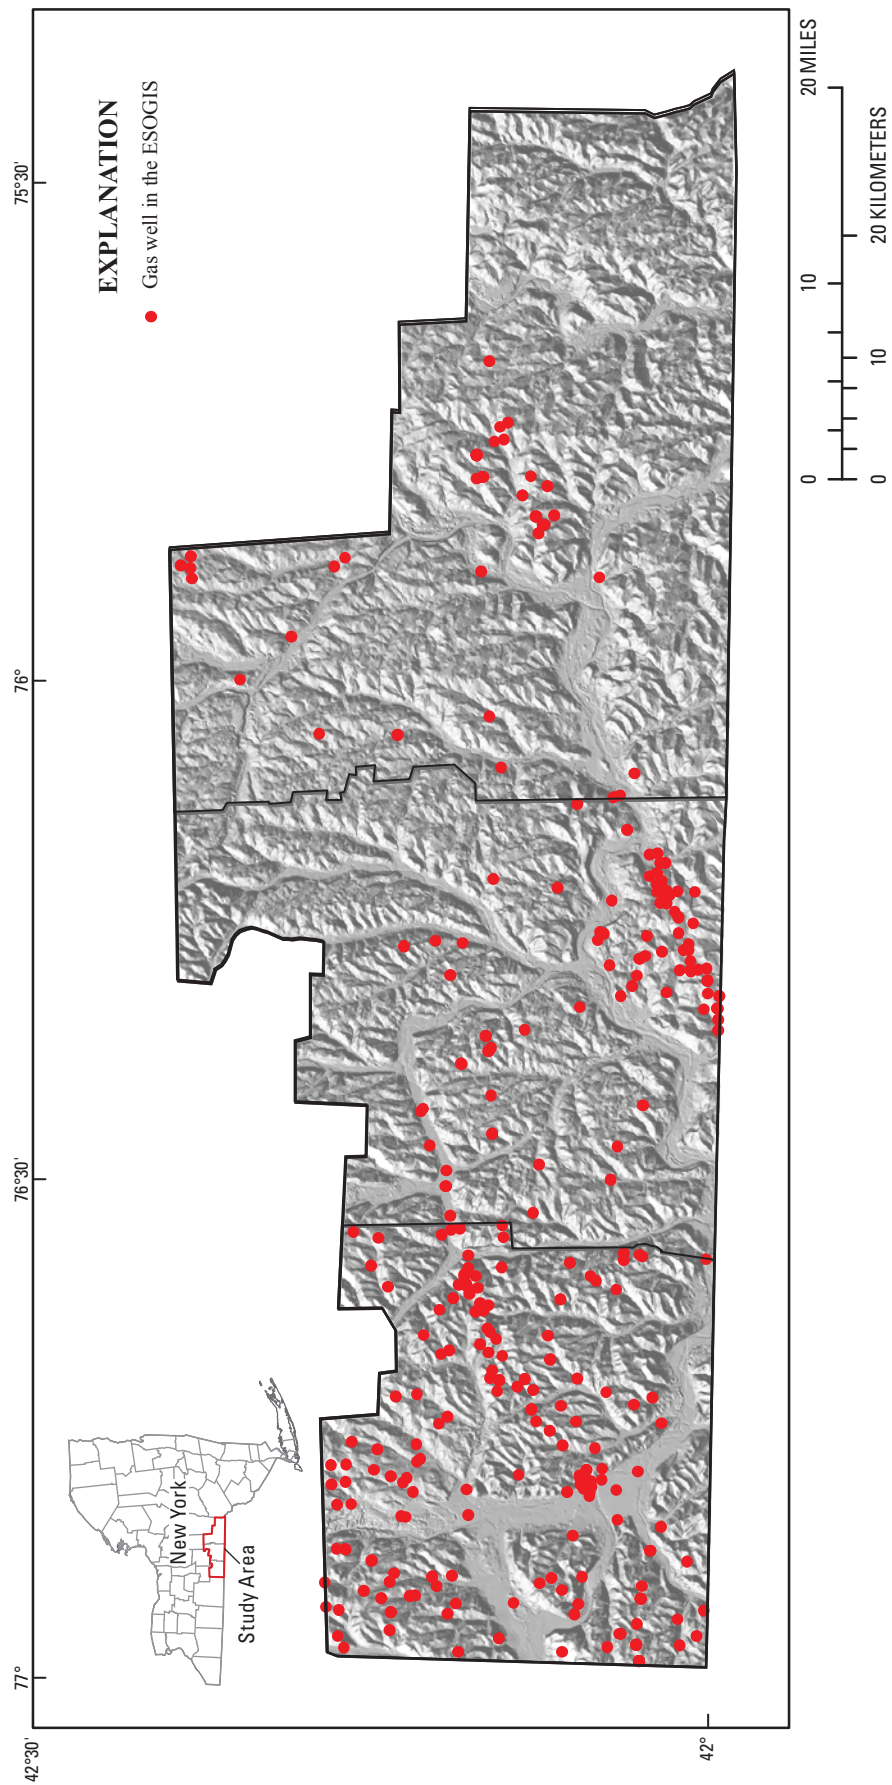 77°
76°30'
76°
75°30'
42°30'
42°
EXPLANATION
Gas well in the ESOGIS
New York
Study Area
0 10 20 MILES
0 10 20 KILOMETERS